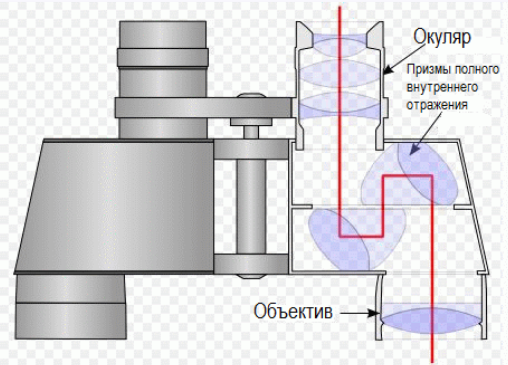 Окуляр
Призмы полного
внутреннего
отражения
Объектив